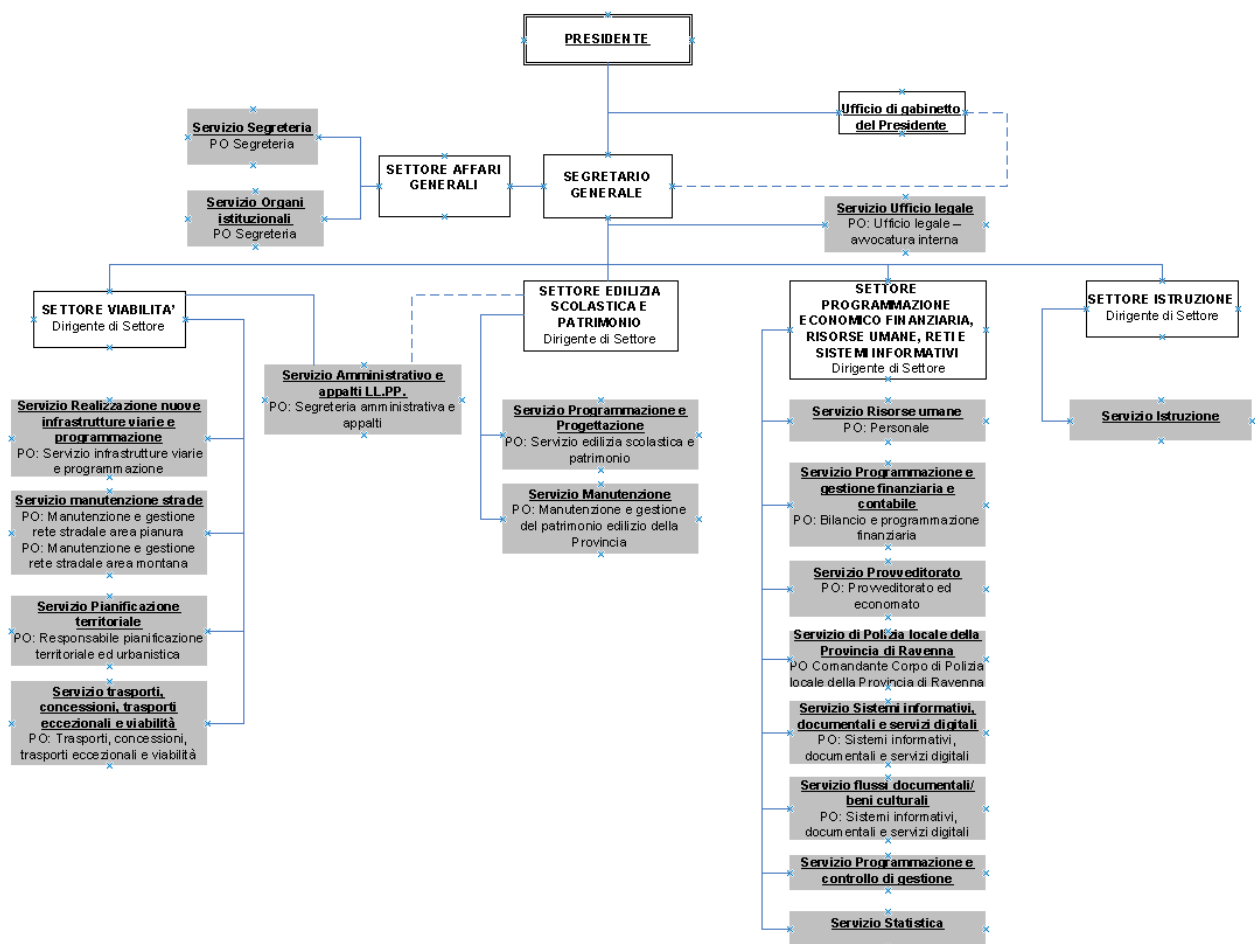 PRESIDENTE
Ufficio di gabinetto
del Presidente
Servizio Segreteria
PO Segreteria
SETTORE AFFARI
GENERALI
SEGRETARIO
GENERALE
Servizio Organi
istituzionali
PO Segreteria
Servizio Ufficio legale
PO: Ufficio legale –
avvocatura interna
SETTORE VIABILITA’
Dirigente di Settore
SETTORE EDILIZIA
SCOLASTICA E
PATRIMONIO
Dirigente di Settore
SETTORE
PROGRAMMAZIONE
ECONOMICO FINANZIARIA,
RISORSE UMANE, RETI E
SISTEMI INFORMATIVI
Dirigente di Settore
SETTORE ISTRUZIONE
Dirigente di Settore
Servizio Amministrativo e
appalti LL.PP.
PO: Segreteria amministrativa e
appalti
Servizio Realizzazione nuove
infrastrutture viarie e
programmazione
PO: Servizio infrastrutture viarie
e programmazione
Servizio manutenzione strade
PO: Manutenzione e gestione
rete stradale area pianura
PO: Manutenzione e gestione
rete stradale area montana
Servizio Pianificazione
territoriale
PO: Responsabile pianificazione
territoriale ed urbanistica
Servizio trasporti,
concessioni, trasporti
eccezionali e viabilità
PO: Trasporti, concessioni,
trasporti eccezionali e viabilità
Servizio Programmazione e
Progettazione
PO: Servizio edilizia scolastica e
patrimonio
Servizio Manutenzione
PO: Manutenzione e gestione
del patrimonio edilizio della
Provincia
Servizio Risorse umane
PO: Personale
Servizio Programmazione e
gestione finanziaria e
contabile
PO: Bilancio e programmazione
finanziaria
Servizio Provveditorato
PO: Provveditorato ed
economato
Servizio di Polizia locale della
Provincia di Ravenna
PO Comandante Corpo di Polizia
locale della Provincia di Ravenna
Servizio Sistemi informativi,
documentali e servizi digitali
PO: Sistemi informativi,
documentali e servizi digitali
Servizio flussi documentali/
beni culturali
PO: Sistemi informativi,
documentali e servizi digitali
Servizio Programmazione e
controllo di gestione
Servizio Statistica
Servizio Istruzione